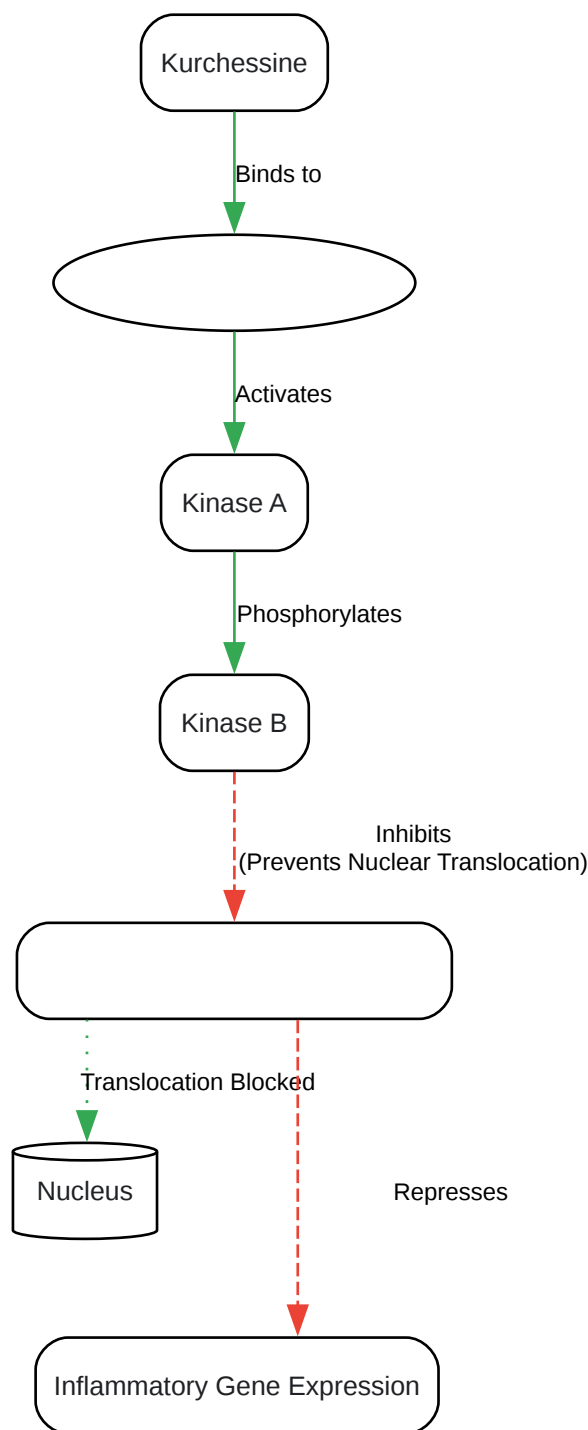 Kurchessine
Binds to
Activates
Kinase A
Phosphorylates
Kinase B
Inhibits
(Prevents Nuclear Translocation)
Translocation Blocked
Nucleus
Represses
Inflammatory Gene Expression